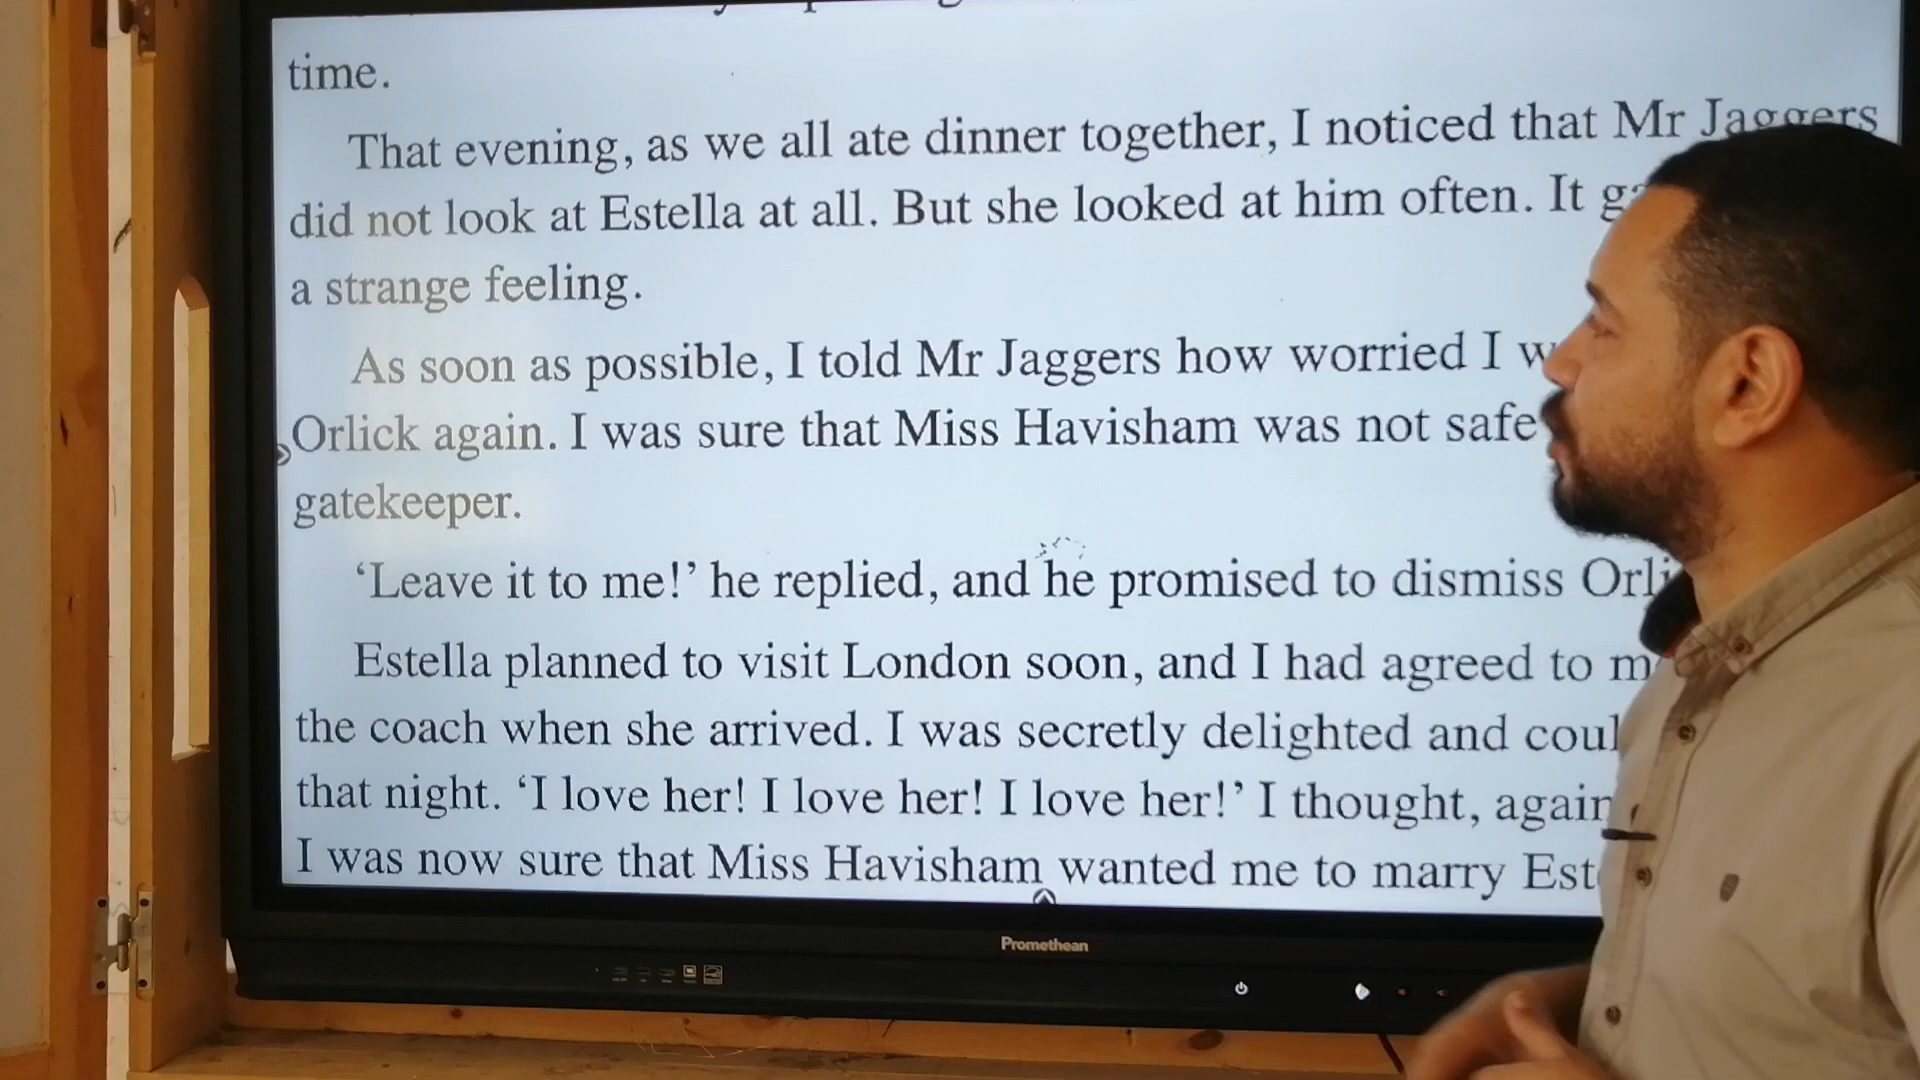 time.
That evening, as we all ate dinner together, I noticed that Mr Jaggers
did not look at Estella at all. But she looked at him often. It
a strange feeling.
As soon as possible, I told Mr Jaggers how worried I
Orlick again. I was sure that Miss Havisham was not safe
gatekeeper.
‘Leave it to me!’ he replied, and he promised to dismiss
Estella planned to visit London soon, and I had agreed to
the coach when she arrived. I was secretly delighted and
that night. ‘I love her! I love her! I love her!’ I thought,
I was now sure that Miss Havisham wanted me to marry
Promethean